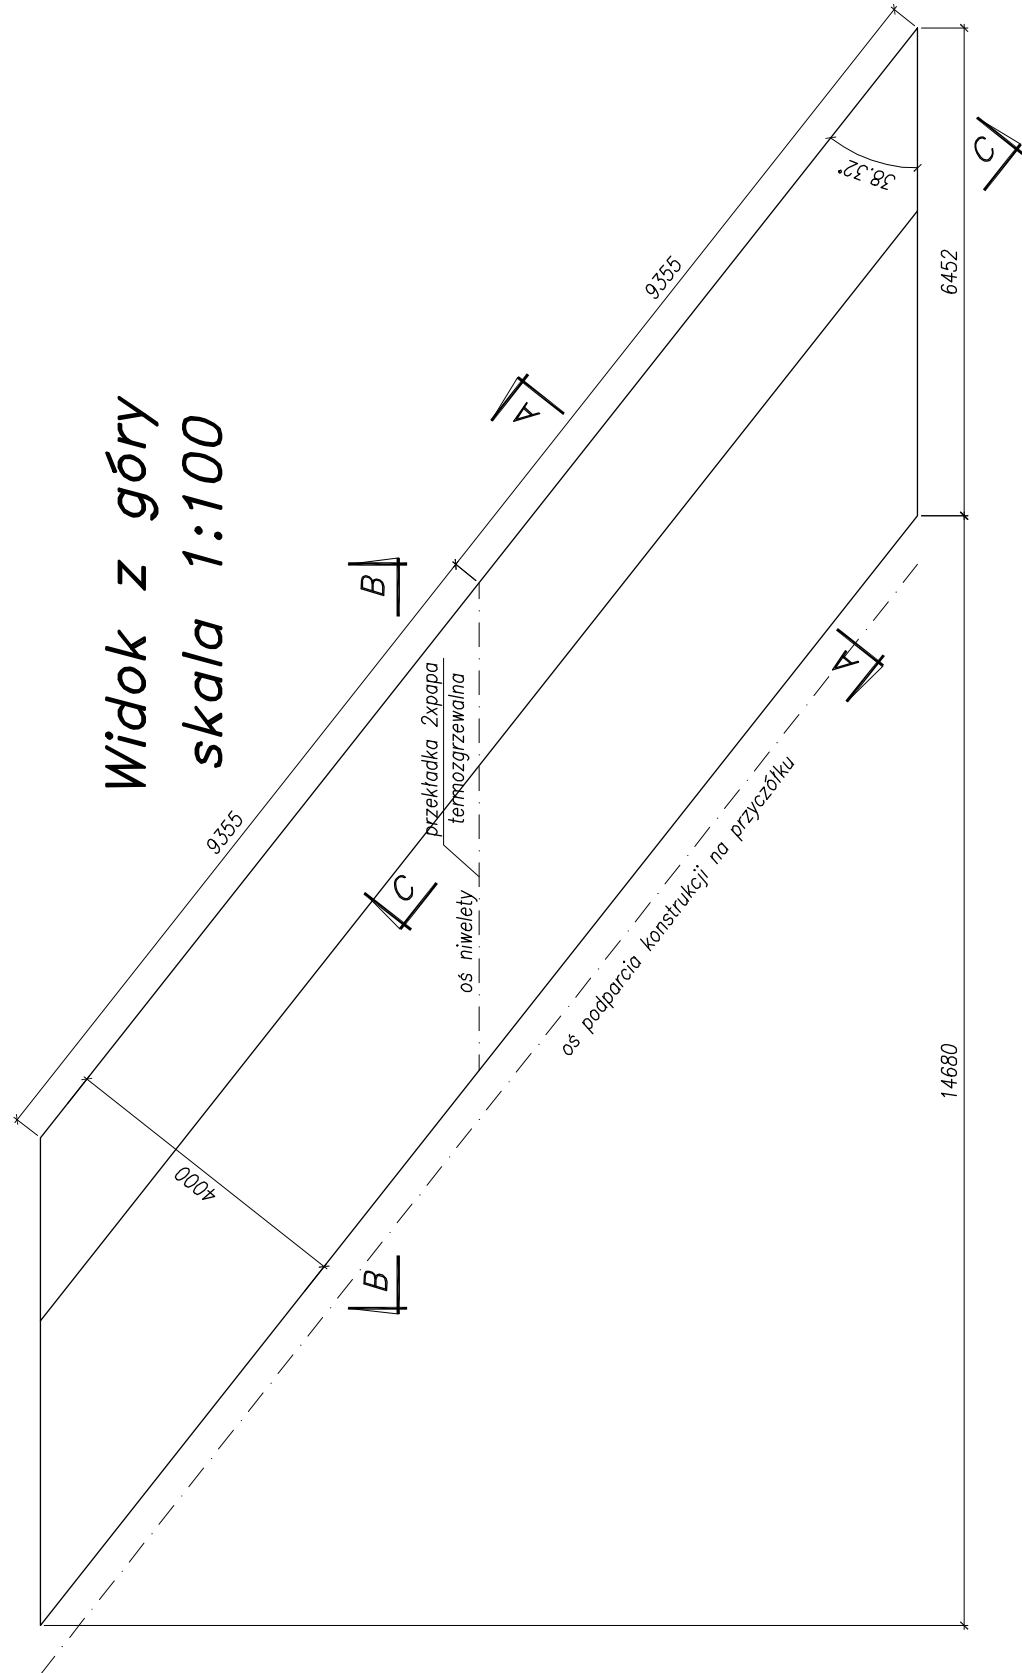 Widok z góry
skala 1:100
9355
9355
38.32°
6452
14680
4000
przekładka 2xpapa
termozgrzewalna
oś niwelety
oś podparcia konstrukcji na przyczółku
A
A
B
B
C
C